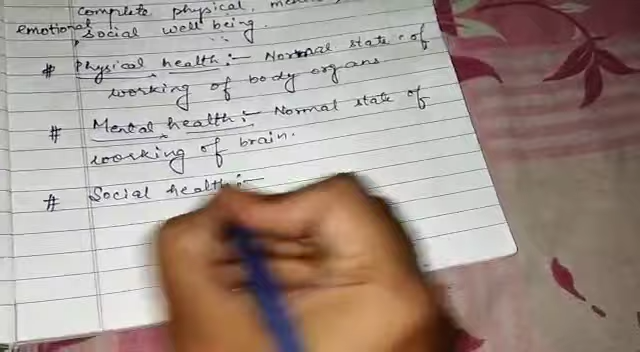 complete physical,
emotional, social well being
# Physical health :- Normal state of
working of body organs
# Mental health :- Normal state of
working of brain.
# Social health :-